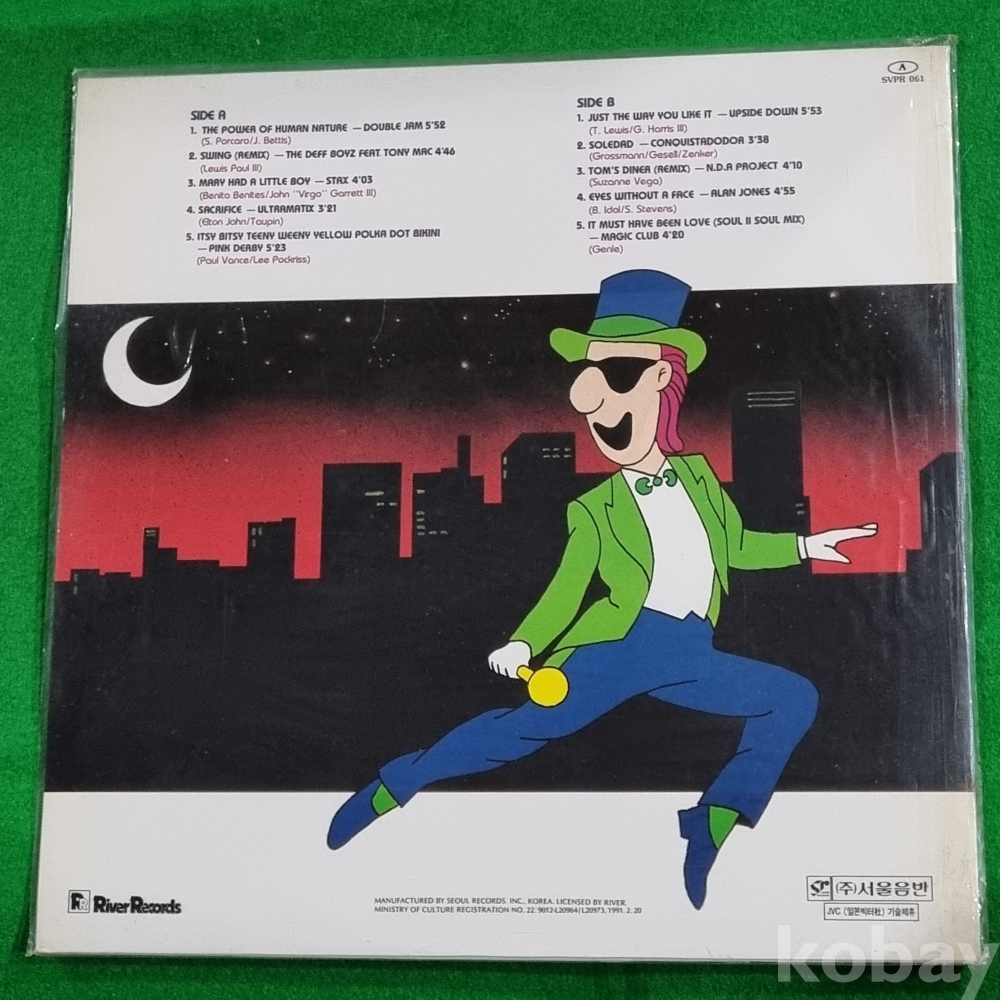 A
SVPR 061
SIDE A
1. THE POWER OF HUMAN NATURE —DOUBLE JAM 5'52
(S. Porcaro/J. Bettis)
2. SWING (REMIX) —THE DEFF BOYZ FEAT. TONY MAC 4'46
(Lewis Paul III)
3. MARY HAD A LITTLE BOY —STAX 4'03
(Benito Benites/John "Virgo" Garrett III)
4. SACRIFICE —ULTRAMATIX 3'21
(Elton John/Taupin)
5. ITSY BITSY TEENY WEENY YELLOW POLKA DOT BIKINI
—PINK DERBY 5'23
(Paul Vance/Lee Pockriss)
SIDE B
1. JUST THE WAY YOU LIKE IT —UPSIDE DOWN 5'53
(T. Lewis/G. Harris III)
2. SOLEDAD —CONQUISTADODOR 3'38
(Grossmann/Gesell/Zenker)
3. TOM'S DINER (REMIX) —N.D.A PROJECT 4'10
(Suzanne Vega)
4. EYES WITHOUT A FACE —ALAN JONES 4'55
(B. Idol/S. Stevens)
5. IT MUST HAVE BEEN LOVE (SOUL II SOUL MIX)
—MAGIC CLUB 4'20
(Genle)
River Records
MANUFACTURED BY SEOUL RECORDS. INC., KOREA. LICENSED BY RIVER.
MINISTRY OF CULTURE REGISTRATION NO. 22. 9012-L20964/L20973, 1991. 2. 20
(주)서울음반
JVC (일본빅터社) 기술제휴
kobay